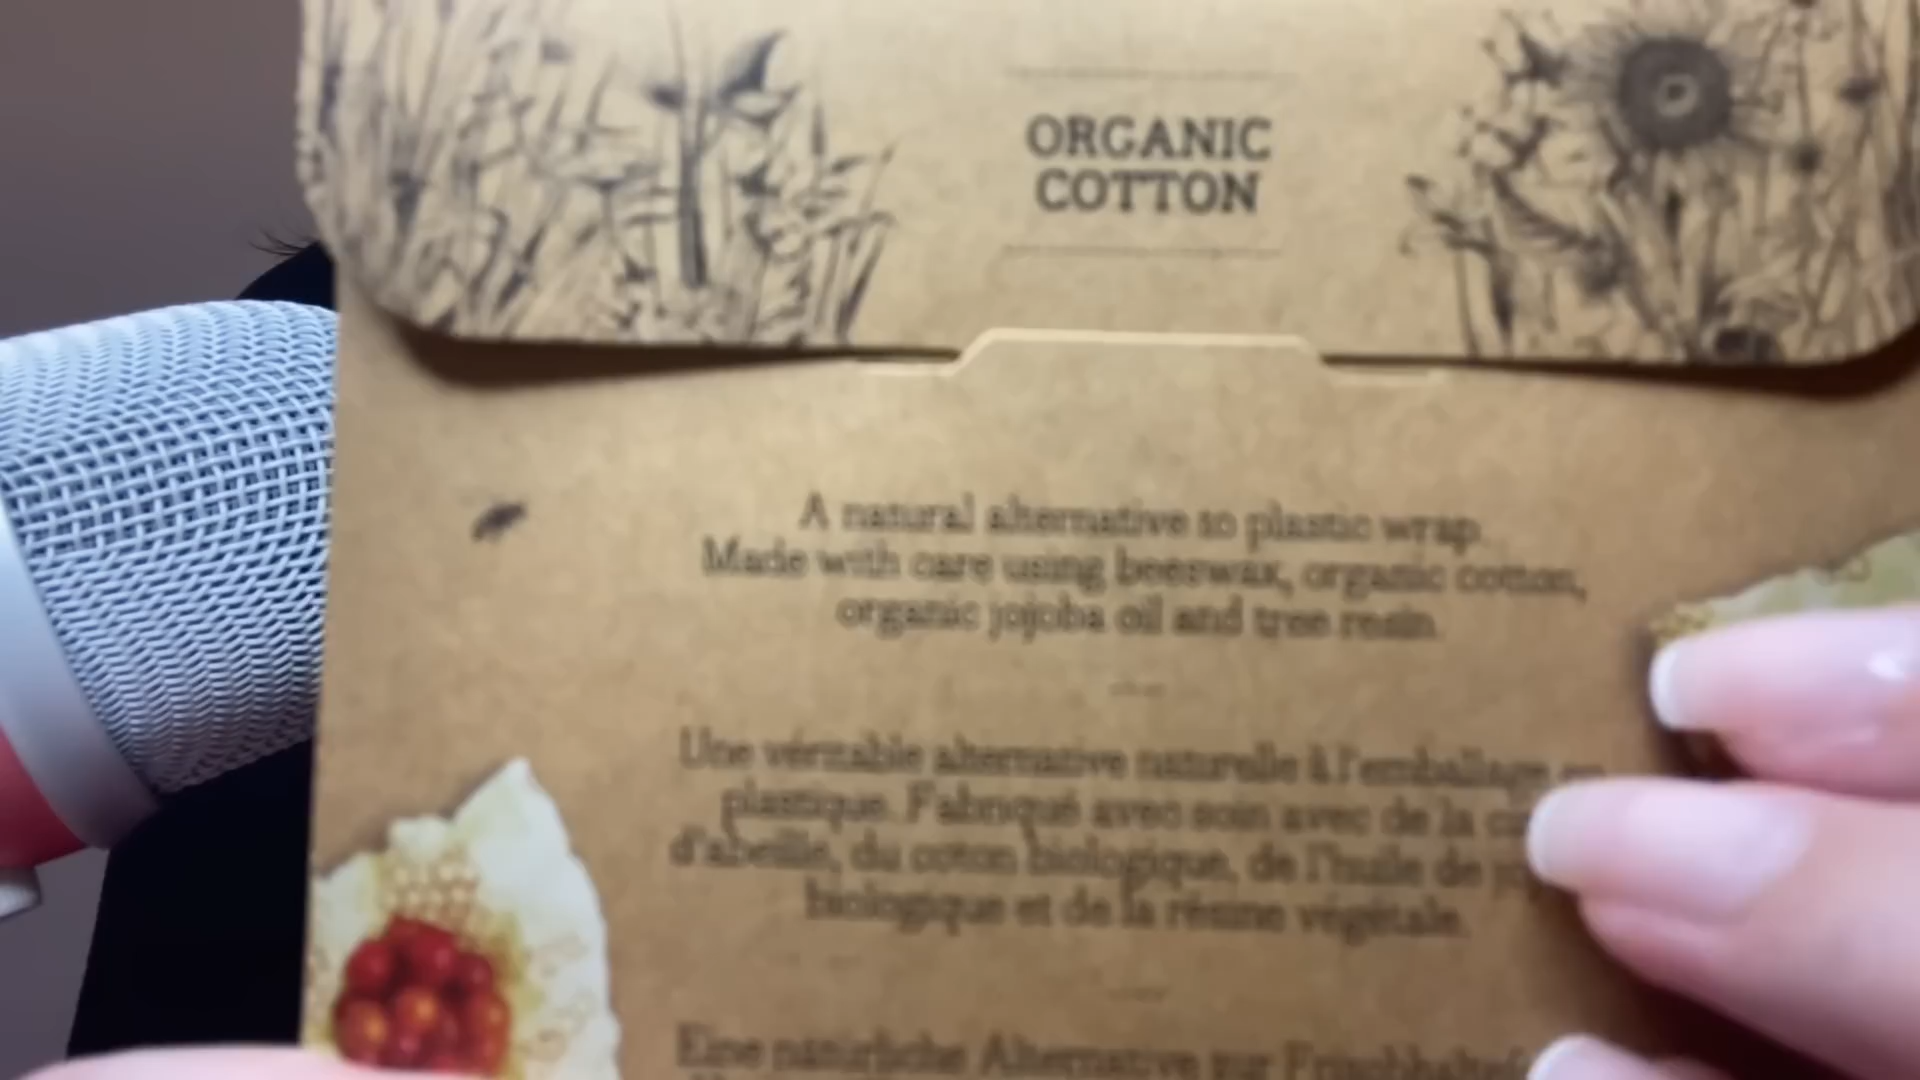 ORGANIC
COTTON
A natural alternative to plastic wrap.
Made with care using beeswax, organic cotton,
organic jojoba oil and tree resin.
Une véritable alternative naturelle à l'emballage
plastique. Fabriqué avec soin avec de la
d'abeille, du coton biologique, de l'huile de
biologique et de la résine végétale.
Eine natürliche Alternative zur